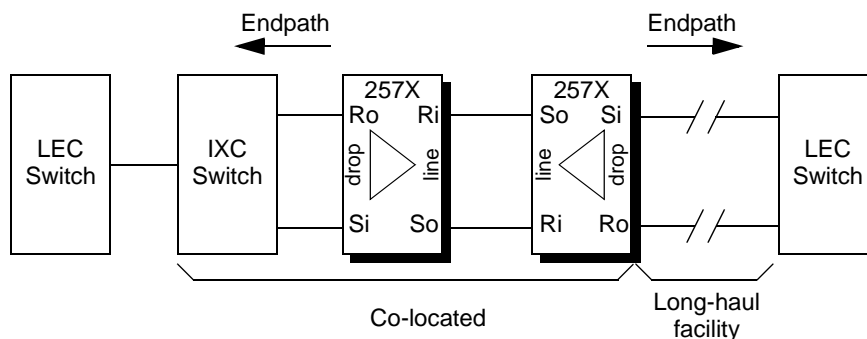 Endpath
Endpath
LEC
Switch
IXC
Switch
257X
Ro
Ri
drop
line
Si
So
257X
So
Si
line
drop
Ri
Ro
LEC
Switch
Co-located
Long-haul
facility